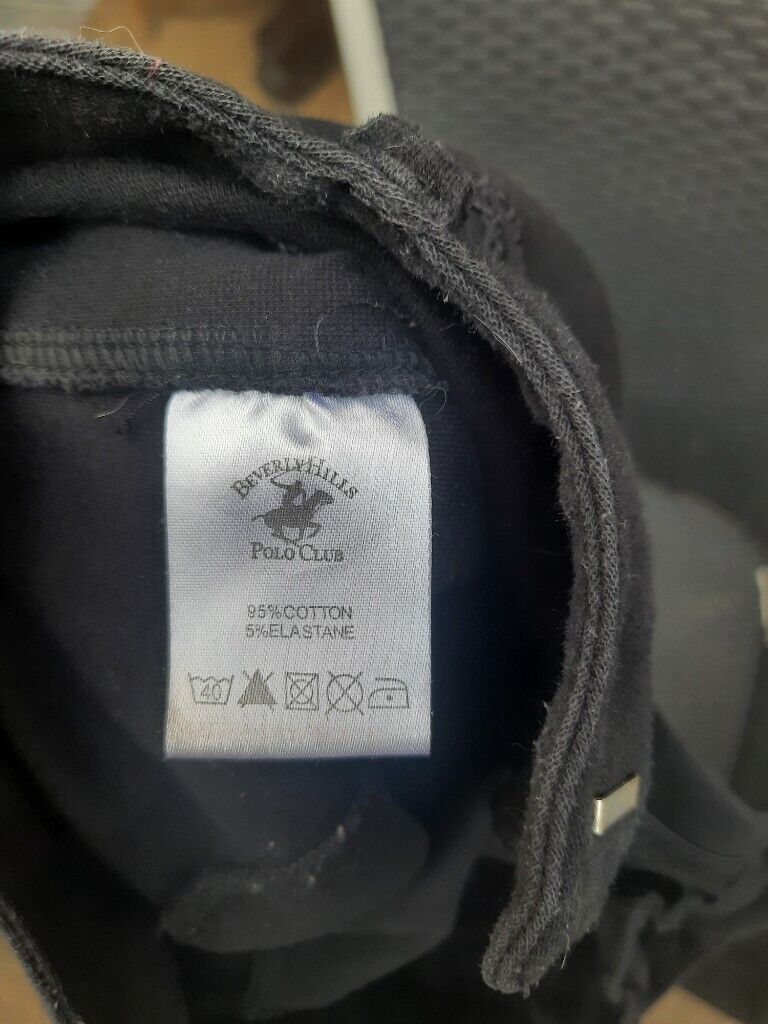 BEVERLY HILLS
POLO CLUB
95%COTTON
5%ELASTANE
40